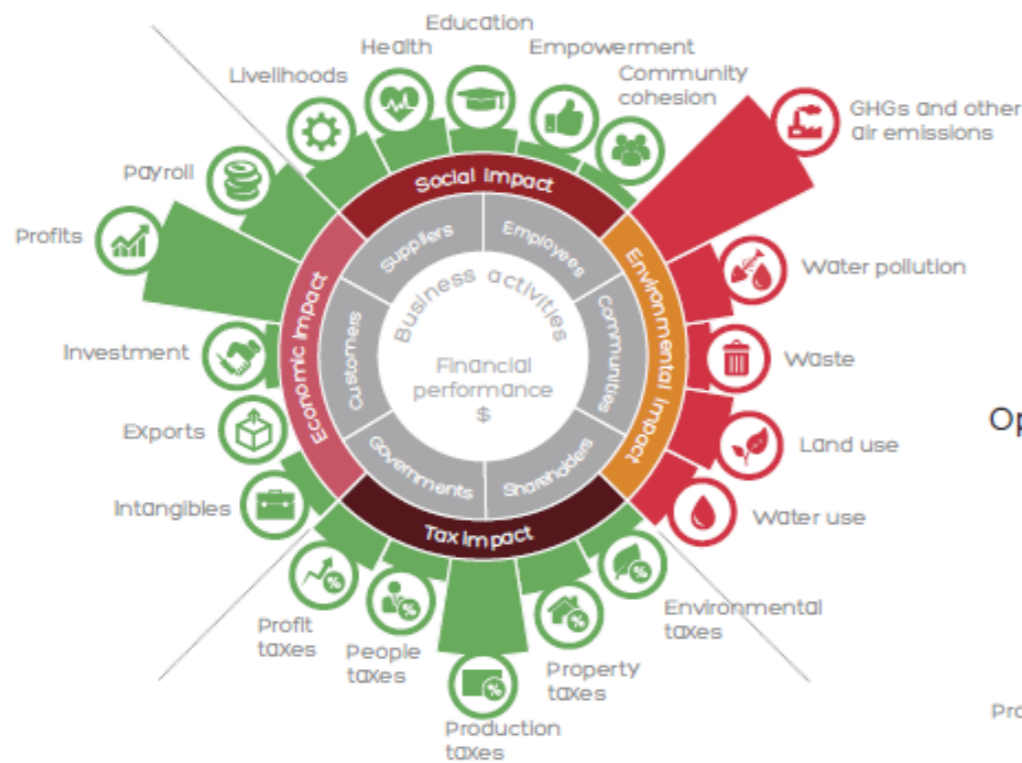 Education
Health
Empowerment
Livelihoods
Community
cohesion
GHGs and other
air emissions
Payroll
Profits
Water pollution
Investment
Waste
Exports
Land use
Intangibles
Water use
Profit
taxes
People
taxes
Production
taxes
Property
taxes
Environmental
taxes
Social Impact
Environmental Impact
Tax Impact
Economic Impact
Suppliers
Employees
Communities
Shareholders
Governments
Customers
Business activities
Financial
performance
$
%
%
%
%
%
Op
Pro